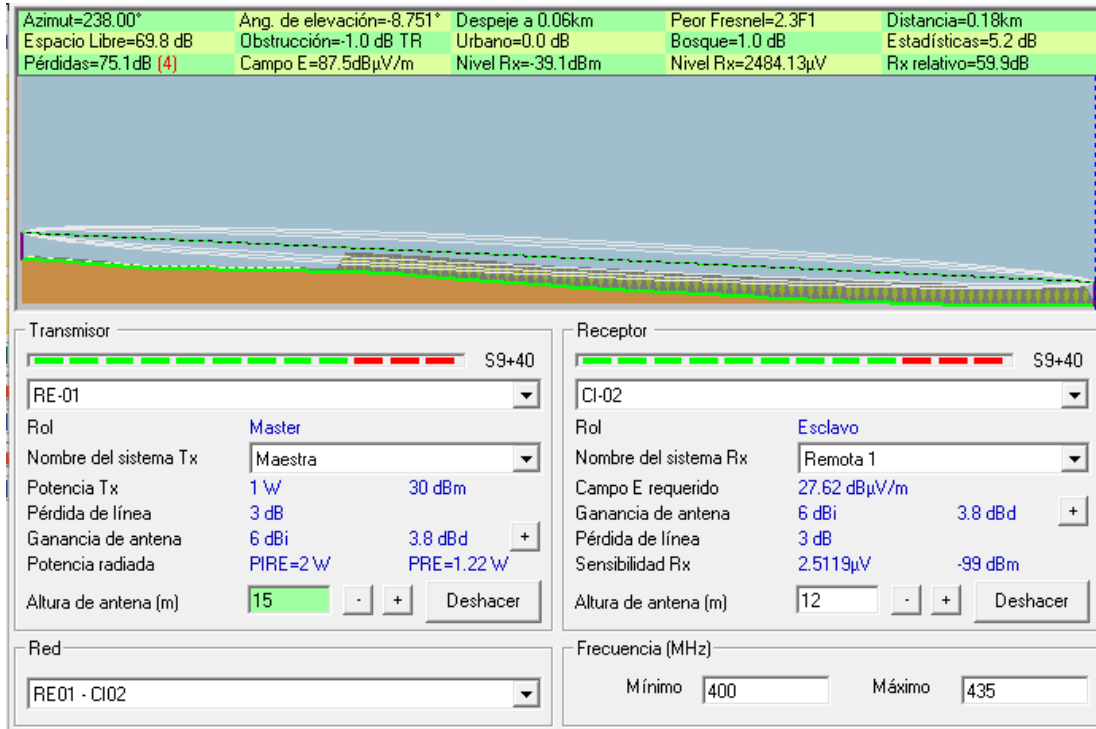 Azimut=238.00° Ang. de elevación=-8.751° Despeje a 0.06km Peor Fresnel=2.3F1 Distancia=0.18km
Espacio Libre=69.8 dB Obstrucción=-1.0 dB TR Urbano=0.0 dB Bosque=1.0 dB Estadísticas=5.2 dB
Pérdidas=75.1dB (4) Campo E=87.5dBµV/m Nivel Rx=-39.1dBm Nivel Rx=2484.13µV Rx relativo=59.9dB
Transmisor
S9+40
RE-01
Rol Master
Nombre del sistema Tx Maestra
Potencia Tx 1 W 30 dBm
Pérdida de línea 3 dB
Ganancia de antena 6 dBi 3.8 dBd +
Potencia radiada PIRE=2 W PRE=1.22 W
Altura de antena (m) 15 - + Deshacer
Receptor
S9+40
CI-02
Rol Esclavo
Nombre del sistema Rx Remota 1
Campo E requerido 27.62 dBµV/m
Ganancia de antena 6 dBi 3.8 dBd +
Pérdida de línea 3 dB
Sensibilidad Rx 2.5119µV -99 dBm
Altura de antena (m) 12 - + Deshacer
Red
RE01 - CI02
Frecuencia (MHz)
Mínimo 400 Máximo 435